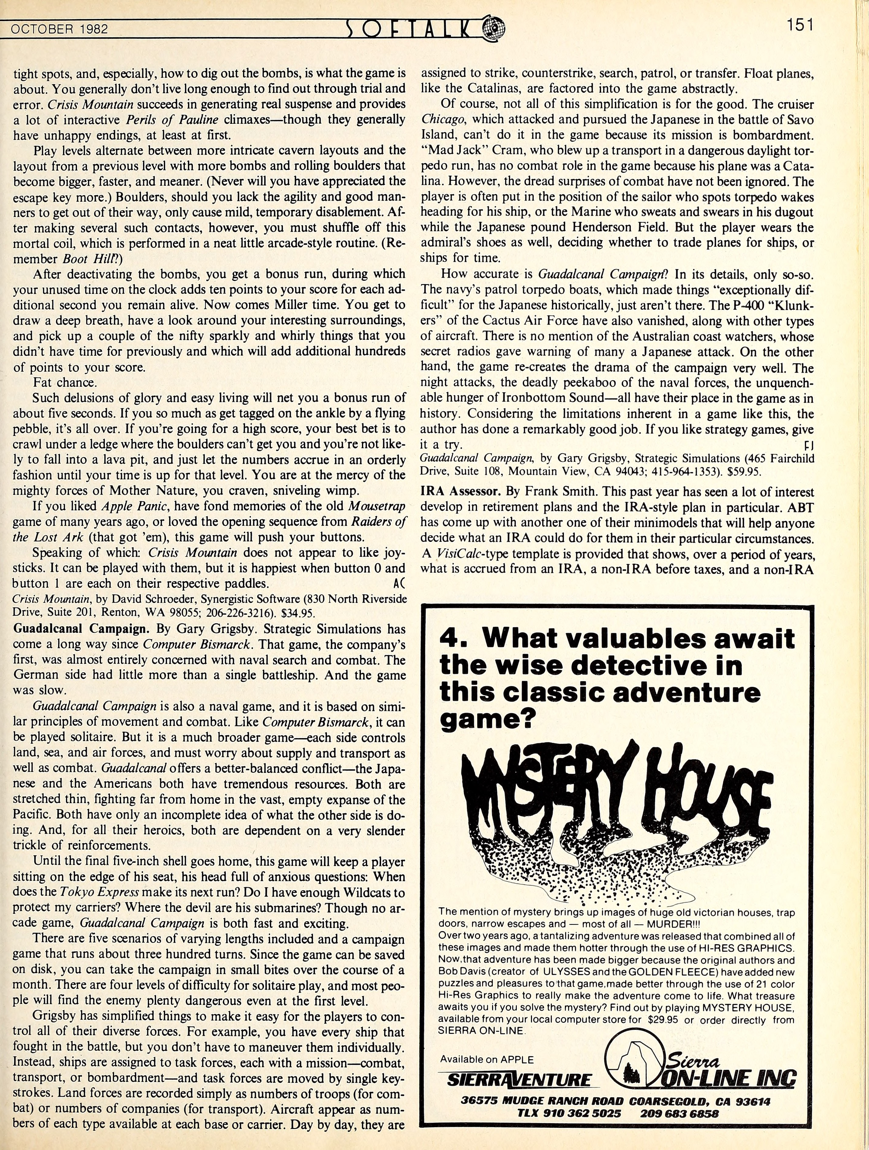 OCTOBER 1982
SOFTALK
151
tight spots, and, especially, how to dig out the bombs, is what the game is
about. You generally don't live long enough to find out through trial and
error. Crisis Mountain succeeds in generating real suspense and provides
a lot of interactive Perils of Pauline climaxes—though they generally
have unhappy endings, at least at first.
Play levels alternate between more intricate cavern layouts and the
layout from a previous level with more bombs and rolling boulders that
become bigger, faster, and meaner. (Never will you have appreciated the
escape key more.) Boulders, should you lack the agility and good man-
ners to get out of their way, only cause mild, temporary disablement. Af-
ter making several such contacts, however, you must shuffle off this
mortal coil, which is performed in a neat little arcade-style routine. (Re-
member Boot Hill?)
After deactivating the bombs, you get a bonus run, during which
your unused time on the clock adds ten points to your score for each ad-
ditional second you remain alive. Now comes Miller time. You get to
draw a deep breath, have a look around your interesting surroundings,
and pick up a couple of the nifty sparkly and whirly things that you
didn't have time for previously and which will add additional hundreds
of points to your score.
Fat chance.
Such delusions of glory and easy living will net you a bonus run of
about five seconds. If you so much as get tagged on the ankle by a flying
pebble, it's all over. If you're going for a high score, your best bet is to
crawl under a ledge where the boulders can't get you and you're not like-
ly to fall into a lava pit, and just let the numbers accrue in an orderly
fashion until your time is up for that level. You are at the mercy of the
mighty forces of Mother Nature, you craven, sniveling wimp.
If you liked Apple Panic, have fond memories of the old Mousetrap
game of many years ago, or loved the opening sequence from Raiders of
the Lost Ark (that got 'em), this game will push your buttons.
Speaking of which: Crisis Mountain does not appear to like joy-
sticks. It can be played with them, but it is happiest when button 0 and
button 1 are each on their respective paddles. AC
Crisis Mountain, by David Schroeder, Synergistic Software (830 North Riverside
Drive, Suite 201, Renton, WA 98055; 206-226-3216). $34.95.
Guadalcanal Campaign. By Gary Grigsby. Strategic Simulations has
come a long way since Computer Bismarck. That game, the company's
first, was almost entirely concerned with naval search and combat. The
German side had little more than a single battleship. And the game
was slow.
Guadalcanal Campaign is also a naval game, and it is based on simi-
lar principles of movement and combat. Like Computer Bismarck, it can
be played solitaire. But it is a much broader game—each side controls
land, sea, and air forces, and must worry about supply and transport as
well as combat. Guadalcanal offers a better-balanced conflict—the Japa-
nese and the Americans both have tremendous resources. Both are
stretched thin, fighting far from home in the vast, empty expanse of the
Pacific. Both have only an incomplete idea of what the other side is do-
ing. And, for all their heroics, both are dependent on a very slender
trickle of reinforcements.
Until the final five-inch shell goes home, this game will keep a player
sitting on the edge of his seat, his head full of anxious questions: When
does the Tokyo Express make its next run? Do I have enough Wildcats to
protect my carriers? Where the devil are his submarines? Though no ar-
cade game, Guadalcanal Campaign is both fast and exciting.
There are five scenarios of varying lengths included and a campaign
game that runs about three hundred turns. Since the game can be saved
on disk, you can take the campaign in small bites over the course of a
month. There are four levels of difficulty for solitaire play, and most peo-
ple will find the enemy plenty dangerous even at the first level.
Grigsby has simplified things to make it easy for the players to con-
trol all of their diverse forces. For example, you have every ship that
fought in the battle, but you don't have to maneuver them individually.
Instead, ships are assigned to task forces, each with a mission—combat,
transport, or bombardment—and task forces are moved by single key-
strokes. Land forces are recorded simply as numbers of troops (for com-
bat) or numbers of companies (for transport). Aircraft appear as num-
bers of each type available at each base or carrier. Day by day, they are
assigned to strike, counterstrike, search, patrol, or transfer. Float planes,
like the Catalinas, are factored into the game abstractly.
Of course, not all of this simplification is for the good. The cruiser
Chicago, which attacked and pursued the Japanese in the battle of Savo
Island, can't do it in the game because its mission is bombardment.
"Mad Jack" Cram, who blew up a transport in a dangerous daylight tor-
pedo run, has no combat role in the game because his plane was a Cata-
lina. However, the dread surprises of combat have not been ignored. The
player is often put in the position of the sailor who spots torpedo wakes
heading for his ship, or the Marine who sweats and swears in his dugout
while the Japanese pound Henderson Field. But the player wears the
admiral's shoes as well, deciding whether to trade planes for ships, or
ships for time.
How accurate is Guadalcanal Campaign? In its details, only so-so.
The navy's patrol torpedo boats, which made things "exceptionally dif-
ficult" for the Japanese historically, just aren't there. The P-400 "Klunk-
ers" of the Cactus Air Force have also vanished, along with other types
of aircraft. There is no mention of the Australian coast watchers, whose
secret radios gave warning of many a Japanese attack. On the other
hand, the game re-creates the drama of the campaign very well. The
night attacks, the deadly peekaboo of the naval forces, the unquench-
able hunger of Ironbottom Sound—all have their place in the game as in
history. Considering the limitations inherent in a game like this, the
author has done a remarkably good job. If you like strategy games, give
it a try. FJ
Guadalcanal Campaign, by Gary Grigsby, Strategic Simulations (465 Fairchild
Drive, Suite 108, Mountain View, CA 94043; 415-964-1353). $59.95.
IRA Assessor. By Frank Smith. This past year has seen a lot of interest
develop in retirement plans and the IRA-style plan in particular. ABT
has come up with another one of their minimodels that will help anyone
decide what an IRA could do for them in their particular circumstances.
A VisiCalc-type template is provided that shows, over a period of years,
what is accrued from an IRA, a non-IRA before taxes, and a non-IRA
4. What valuables await
the wise detective in
this classic adventure
game?
MYSTERY HOUSE
The mention of mystery brings up images of huge old victorian houses, trap
doors, narrow escapes and — most of all — MURDER!!!
Over two years ago, a tantalizing adventure was released that combined all of
these images and made them hotter through the use of HI-RES GRAPHICS.
Now,that adventure has been made bigger because the original authors and
Bob Davis (creator of ULYSSES and the GOLDEN FLEECE) have added new
puzzles and pleasures to that game,made better through the use of 21 color
Hi-Res Graphics to really make the adventure come to life. What treasure
awaits you if you solve the mystery? Find out by playing MYSTERY HOUSE,
available from your local computer store for $29.95 or order directly from
SIERRA ON-LINE.
Available on APPLE
SIERRAVENTURE
Sierra
ON-LINE INC
36575 MUDGE RANCH ROAD COARSEGOLD, CA 93614
TLX 910 362 5025 209 683 6858